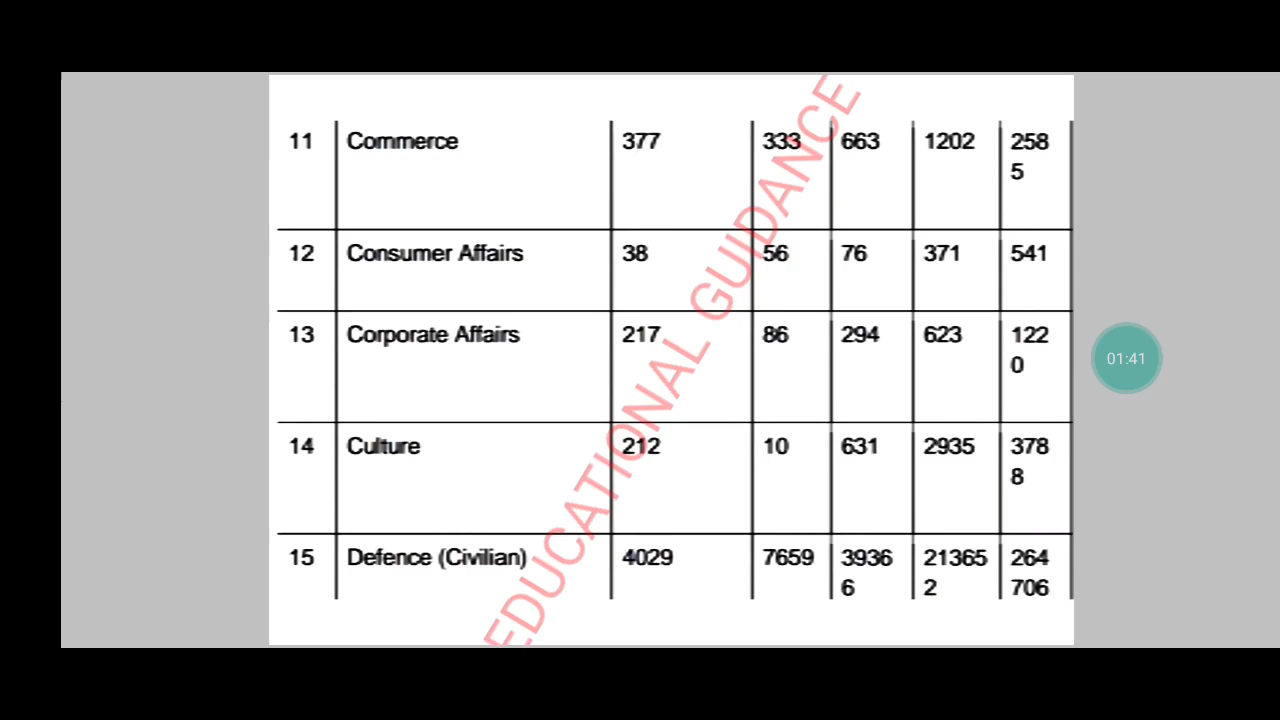 11 Commerce 377 333 663 1202 258
5
12 Consumer Affairs 38 56 76 371 541
13 Corporate Affairs 217 86 294 623 122
0
14 Culture 212 10 631 2935 378
8
15 Defence (Civilian) 4029 7659 3936 21365 264
6 2 706
EDUCATIONAL GUIDANCE
01:41